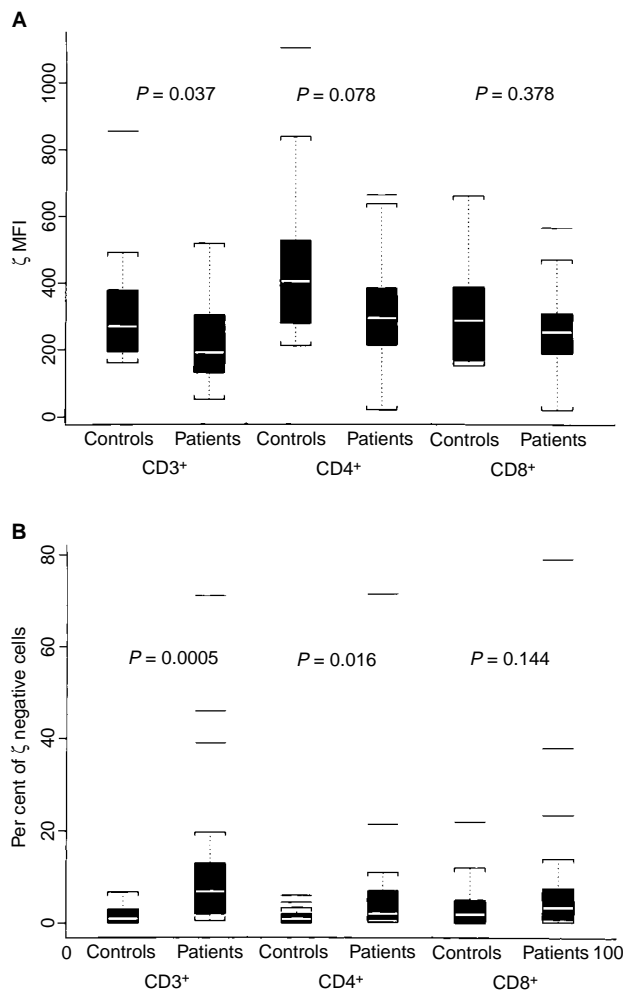 A
ζ MFI
1000
800
600
400
200
0
P = 0.037
P = 0.078
P = 0.378
Controls Patients Controls Patients Controls Patients
CD3+ CD4+ CD8+
B
Per cent of ζ negative cells
80
60
40
20
0
P = 0.0005
P = 0.016
P = 0.144
0 Controls Patients Controls Patients Controls Patients 100
CD3+ CD4+ CD8+